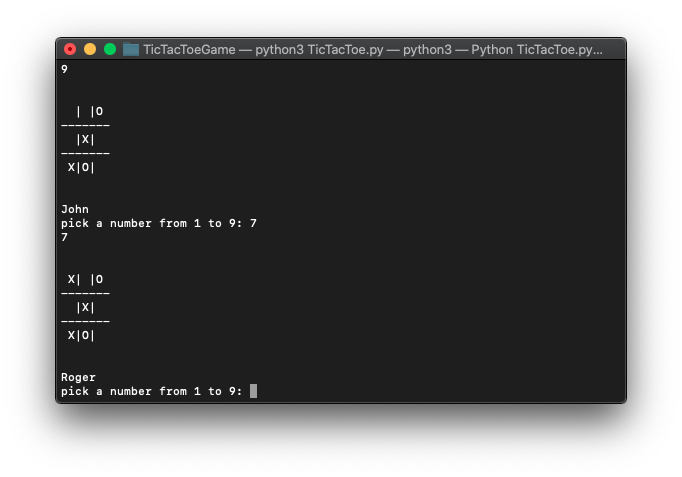 TicTacToeGame — python3 TicTacToe.py — python3 — Python TicTacToe.py...
9
  | |O
-------
  |X|
-------
 X|O|
John
pick a number from 1 to 9: 7
7
 X| |O
-------
  |X|
-------
 X|O|
Roger
pick a number from 1 to 9: